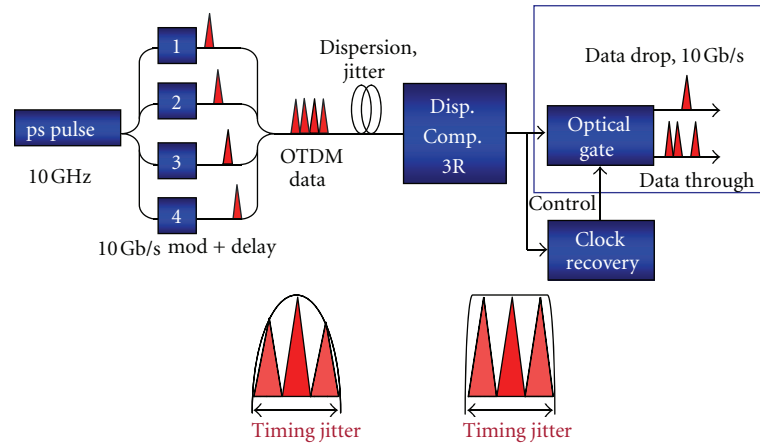 ps pulse
10 GHz
1
2
3
4
10 Gb/s mod + delay
OTDM
data
Dispersion,
jitter
Disp.
Comp.
3R
Data drop, 10 Gb/s
Optical
gate
Data through
Control
Clock
recovery
Timing jitter
Timing jitter